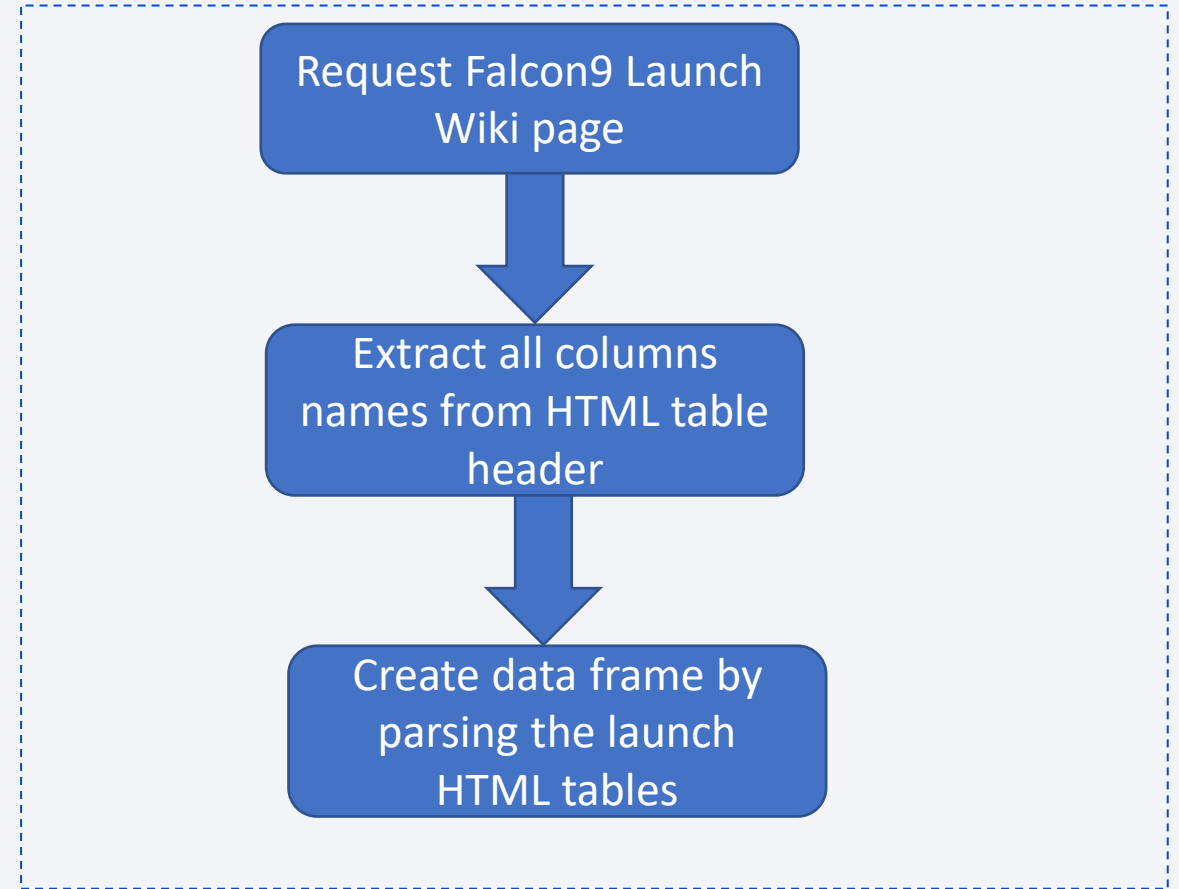 Request Falcon9 Launch
Wiki page
Extract all columns
names from HTML table
header
Create data frame by
parsing the launch
HTML tables